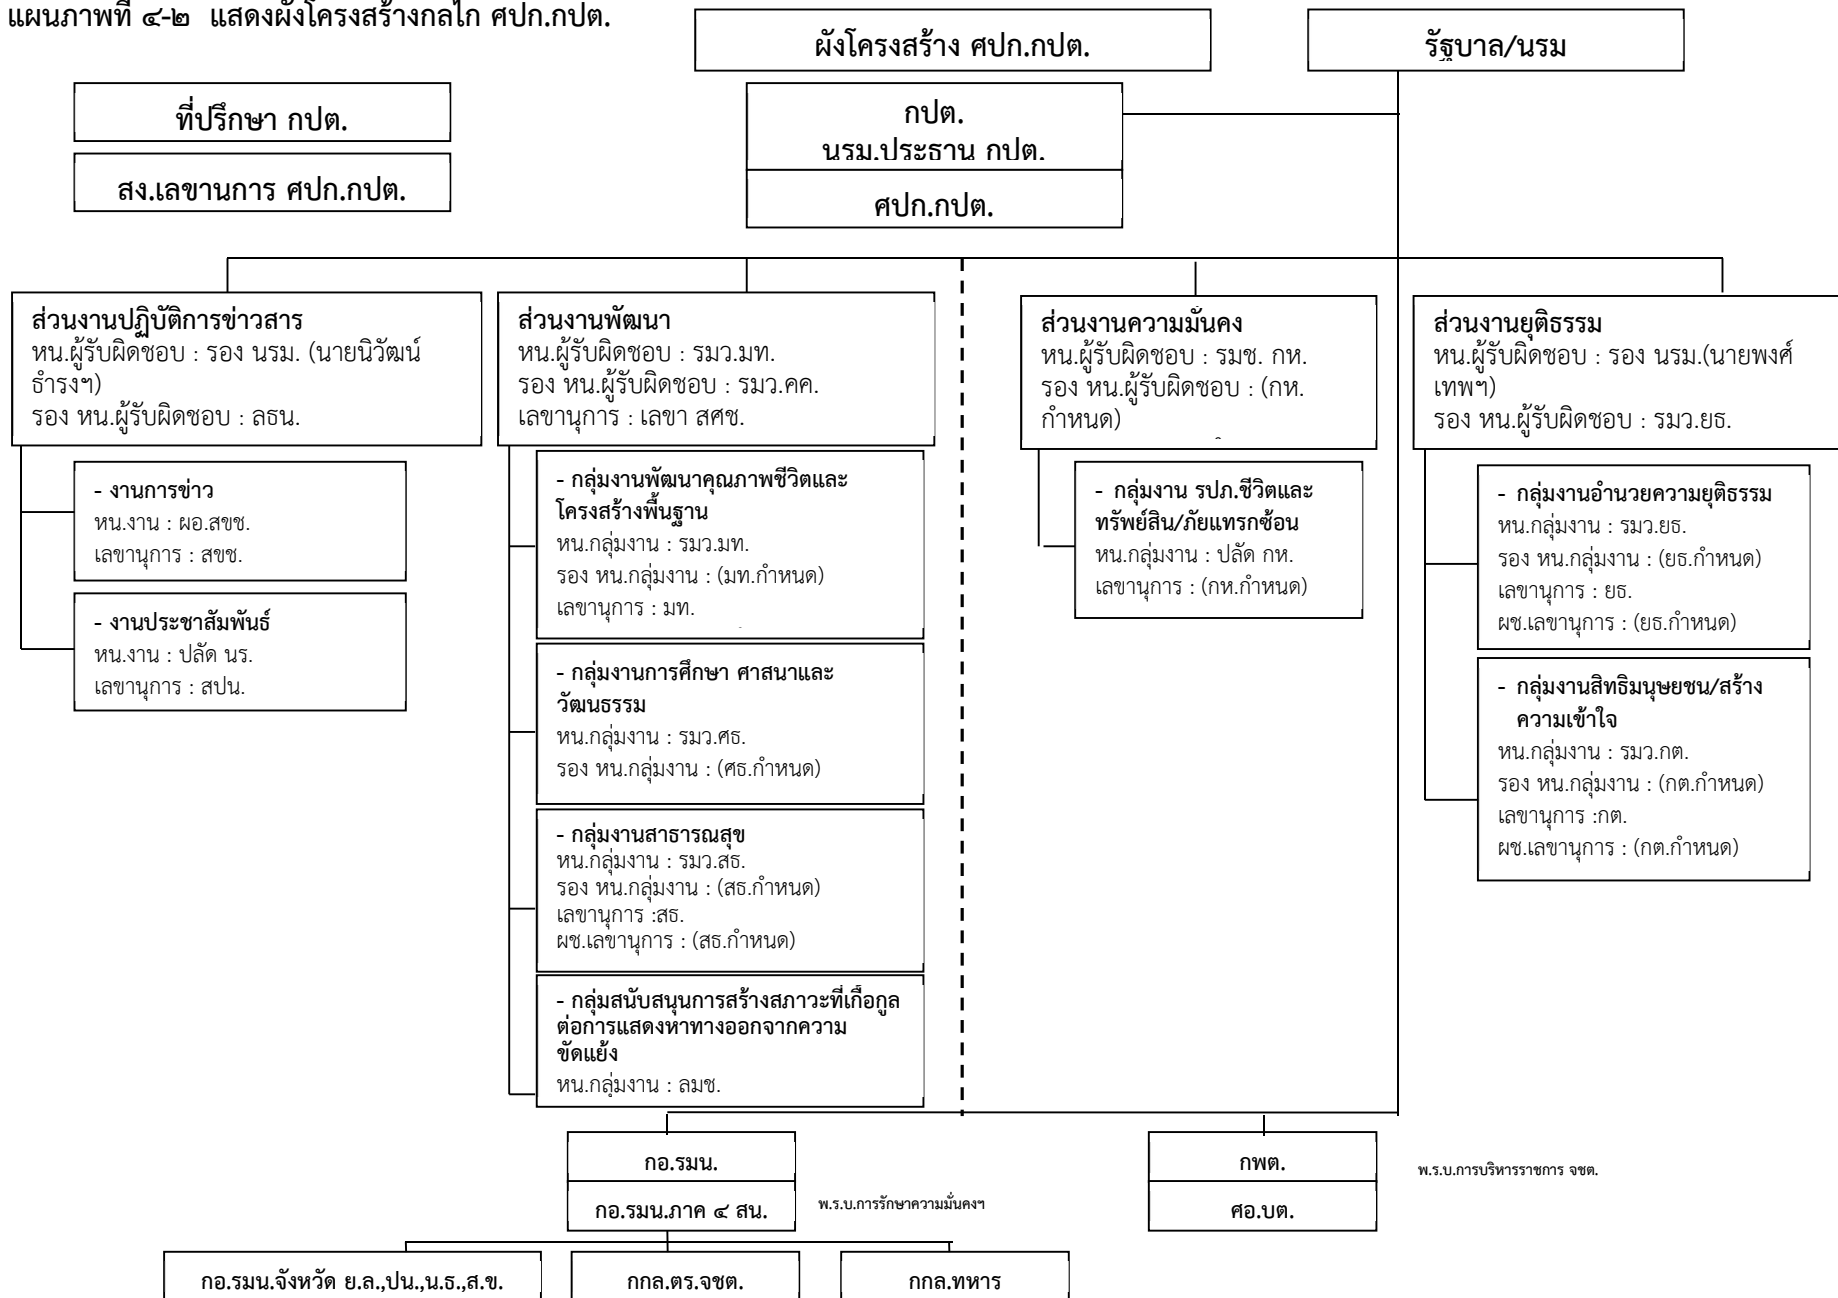 แผนภาพที่ ๔-๒  แสดงผังโครงสร้างกลไก ศปก.กปต.
ผังโครงสร้าง ศปก.กปต.
รัฐบาล/นรม
ที่ปรึกษา กปต.
สง.เลขานการ ศปก.กปต.
กปต.
นรม.ประธาน กปต.
ศปก.กปต.
ส่วนงานปฏิบัติการข่าวสาร
หน.ผู้รับผิดชอบ : รอง นรม. (นายนิวัฒน์
ธำรงฯ)
รอง หน.ผู้รับผิดชอบ : ลธน.
- งานการข่าว
หน.งาน : ผอ.สขช.
เลขานุการ : สขช.
- งานประชาสัมพันธ์
หน.งาน : ปลัด นร.
เลขานุการ : สปน.
ส่วนงานพัฒนา
หน.ผู้รับผิดชอบ : รมว.มท.
รอง หน.ผู้รับผิดชอบ : รมว.คค.
เลขานุการ : เลขา สศช.
- กลุ่มงานพัฒนาคุณภาพชีวิตและ
โครงสร้างพื้นฐาน
หน.กลุ่มงาน : รมว.มท.
รอง หน.กลุ่มงาน : (มท.กำหนด)
เลขานุการ : มท.
- กลุ่มงานการศึกษา ศาสนาและ
วัฒนธรรม
หน.กลุ่มงาน : รมว.ศธ.
รอง หน.กลุ่มงาน : (ศธ.กำหนด)
- กลุ่มงานสาธารณสุข
หน.กลุ่มงาน : รมว.สธ.
รอง หน.กลุ่มงาน : (สธ.กำหนด)
เลขานุการ :สธ.
ผช.เลขานุการ : (สธ.กำหนด)
- กลุ่มสนับสนุนการสร้างสภาวะที่เกื้อกูล
ต่อการแสดงหาทางออกจากความ
ขัดแย้ง
หน.กลุ่มงาน : ลมช.
ส่วนงานความมั่นคง
หน.ผู้รับผิดชอบ : รมช. กห.
รอง หน.ผู้รับผิดชอบ : (กห.
กำหนด)
- กลุ่มงาน รปภ.ชีวิตและ
ทรัพย์สิน/ภัยแทรกซ้อน
หน.กลุ่มงาน : ปลัด กห.
เลขานุการ : (กห.กำหนด)
ส่วนงานยุติธรรม
หน.ผู้รับผิดชอบ : รอง นรม.(นายพงศ์
เทพฯ)
รอง หน.ผู้รับผิดชอบ : รมว.ยธ.
- กลุ่มงานอำนวยความยุติธรรม
หน.กลุ่มงาน : รมว.ยธ.
รอง หน.กลุ่มงาน : (ยธ.กำหนด)
เลขานุการ : ยธ.
ผช.เลขานุการ : (ยธ.กำหนด)
- กลุ่มงานสิทธิมนุษยชน/สร้าง
ความเข้าใจ
หน.กลุ่มงาน : รมว.กต.
รอง หน.กลุ่มงาน : (กต.กำหนด)
เลขานุการ :กต.
ผช.เลขานุการ : (กต.กำหนด)
กอ.รมน.
กอ.รมน.ภาค ๔ สน.
พ.ร.บ.การรักษาความมั่นคงฯ
กพต.
ศอ.บต.
พ.ร.บ.การบริหารราชการ จชต.
กอ.รมน.จังหวัด ย.ล.,ปน.,น.ธ.,ส.ข.
กกล.ตร.จชต.
กกล.ทหาร